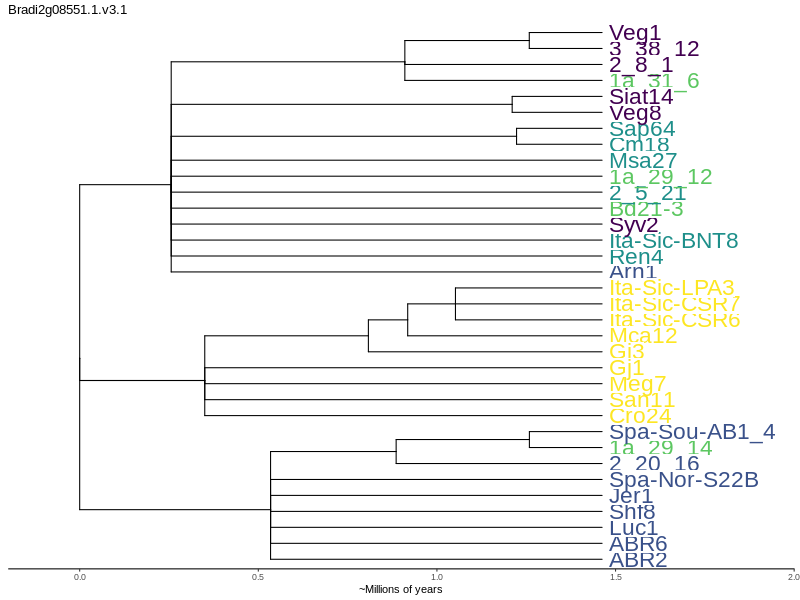 Bradi2g08551.1.v3.1
Veg1
3_38_12
2_8_1
1a_31_6
Siat14
Veg8
Sap64
Cm18
Msa27
1a_29_12
2_5_21
Bd21-3
Syv2
Ita-Sic-BNT8
Ren4
Arn1
Ita-Sic-LPA3
Ita-Sic-CSR7
Ita-Sic-CSR6
Mca12
Gi3
Gj1
Meg7
San11
Cro24
Spa-Sou-AB1_4
1a_29_14
2_20_16
Spa-Nor-S22B
Jer1
Shf8
Luc1
ABR6
ABR2
0.0 0.5 1.0 1.5 2.0
~Millions of years